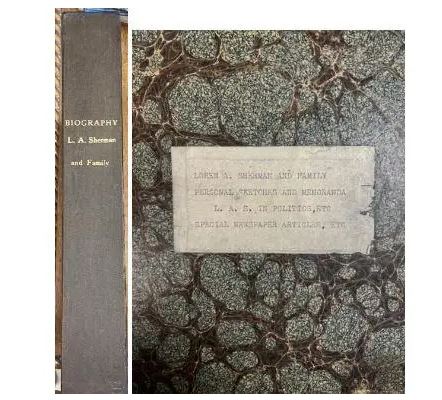 BIOGRAPHY
L. A. Sherman
and Family
LOREN A. SHERMAN AND FAMILY
PERSONAL SKETCHES AND MEMORANDA
L. A. S. IN POLITICS, ETC
SPECIAL NEWSPAPER ARTICLES, ETC